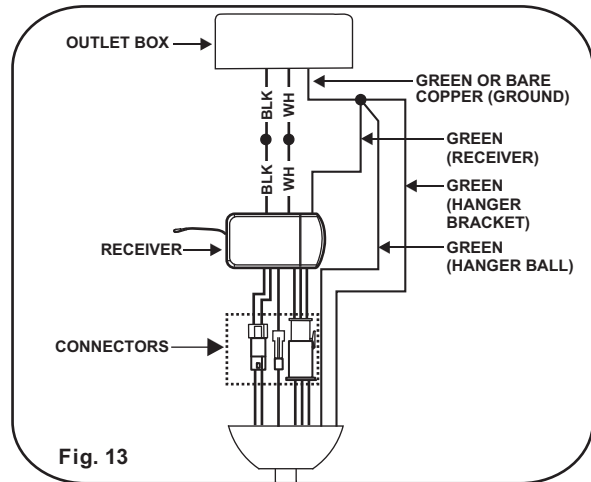 OUTLET BOX
GREEN OR BARE
COPPER (GROUND)
BLK
WH
GREEN
(RECEIVER)
BLK
WH
GREEN
(HANGER
BRACKET)
RECEIVER
GREEN
(HANGER BALL)
CONNECTORS
Fig. 13